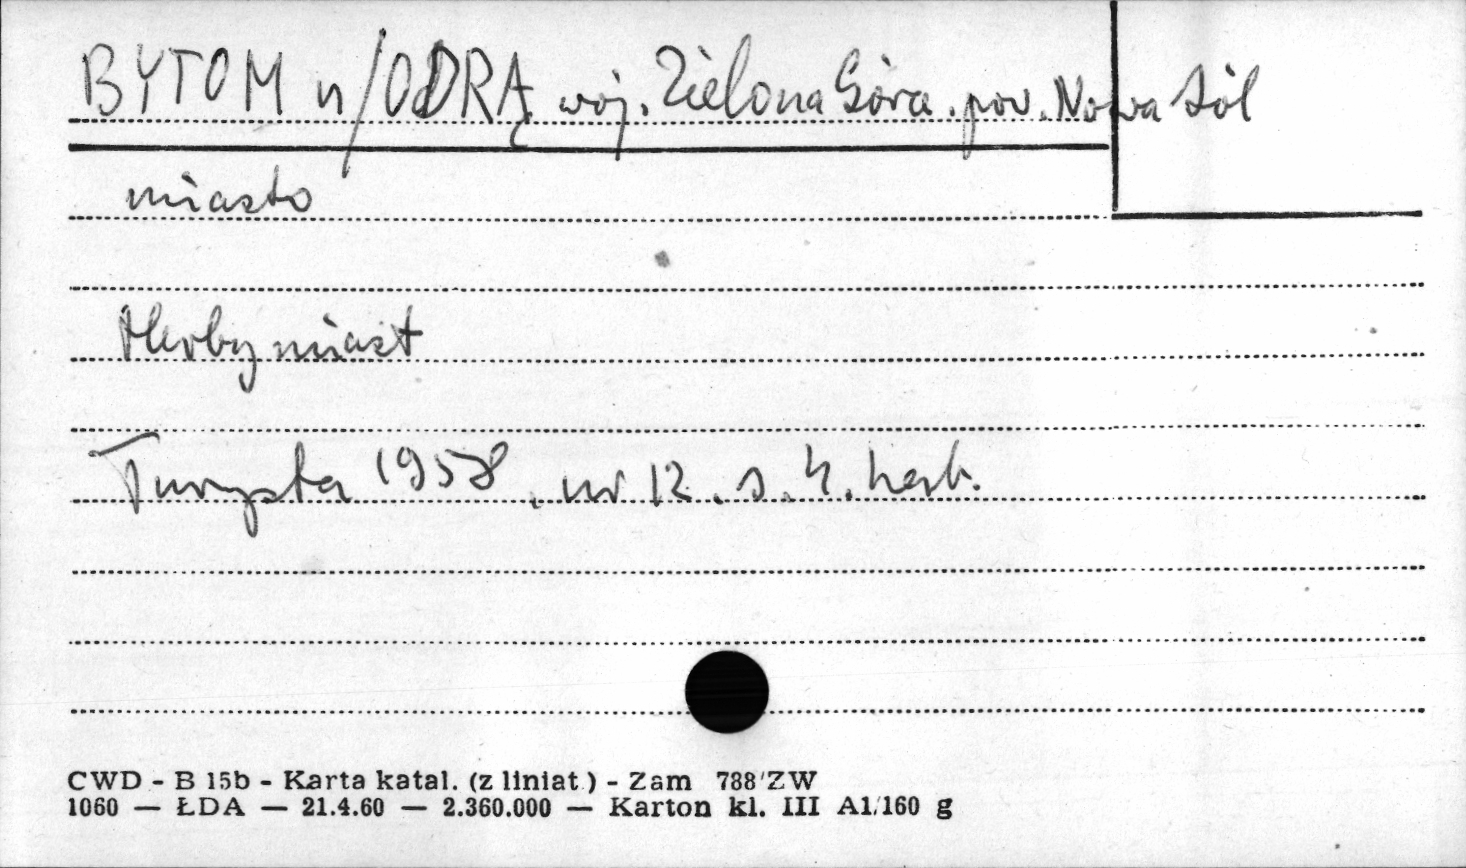 BYTOM n/ODRĄ woj. Zielona Góra. pow. Nowa Sól
miasto
Herby miast
Turysta 1958, nr 12. s. 4. herb.
CWD - B 15b - Karta katal. (z liniat.) - Zam 788/ZW
1060 — ŁDA — 21.4.60 — 2.360.000 — Karton kl. III A1/160 g